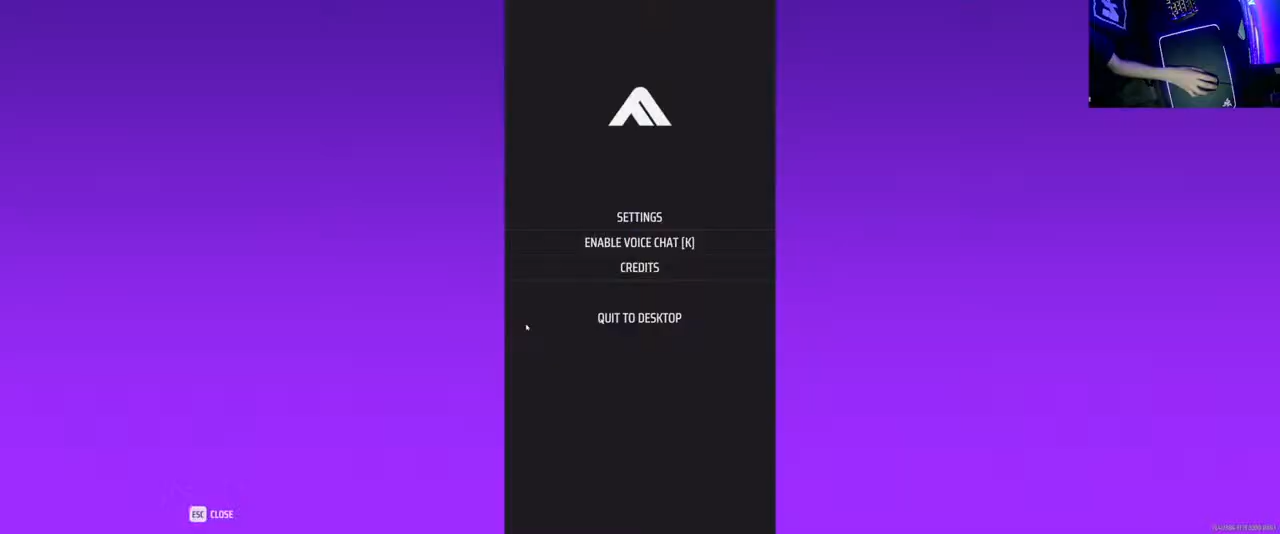 SETTINGS
ENABLE VOICE CHAT [K]
CREDITS
QUIT TO DESKTOP
ESC CLOSE